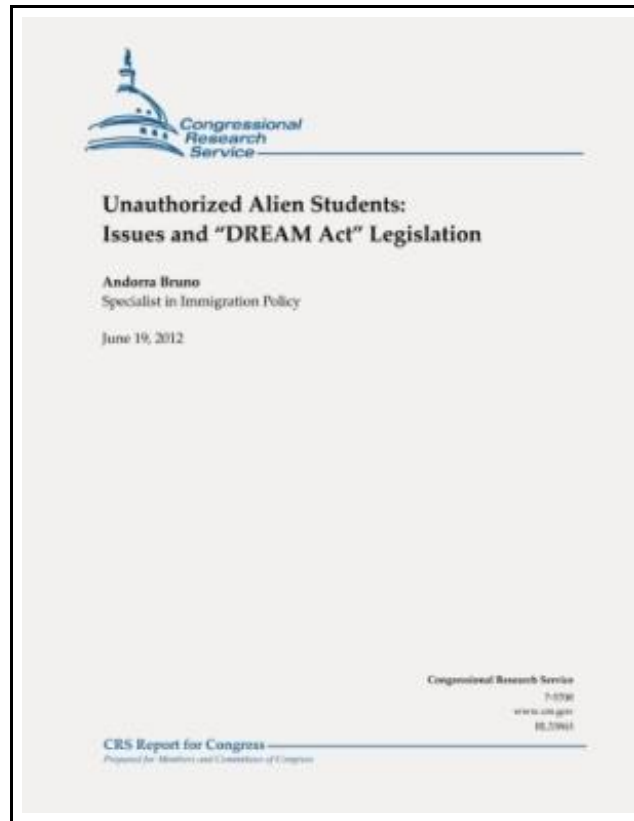 Congressional
Research
Service
Unauthorized Alien Students:
Issues and “DREAM Act” Legislation
Andorra Bruno
Specialist in Immigration Policy
June 19, 2012
Congressional Research Service
7-5700
www.crs.gov
CRS Report for Congress
Prepared for Members and Committees of Congress